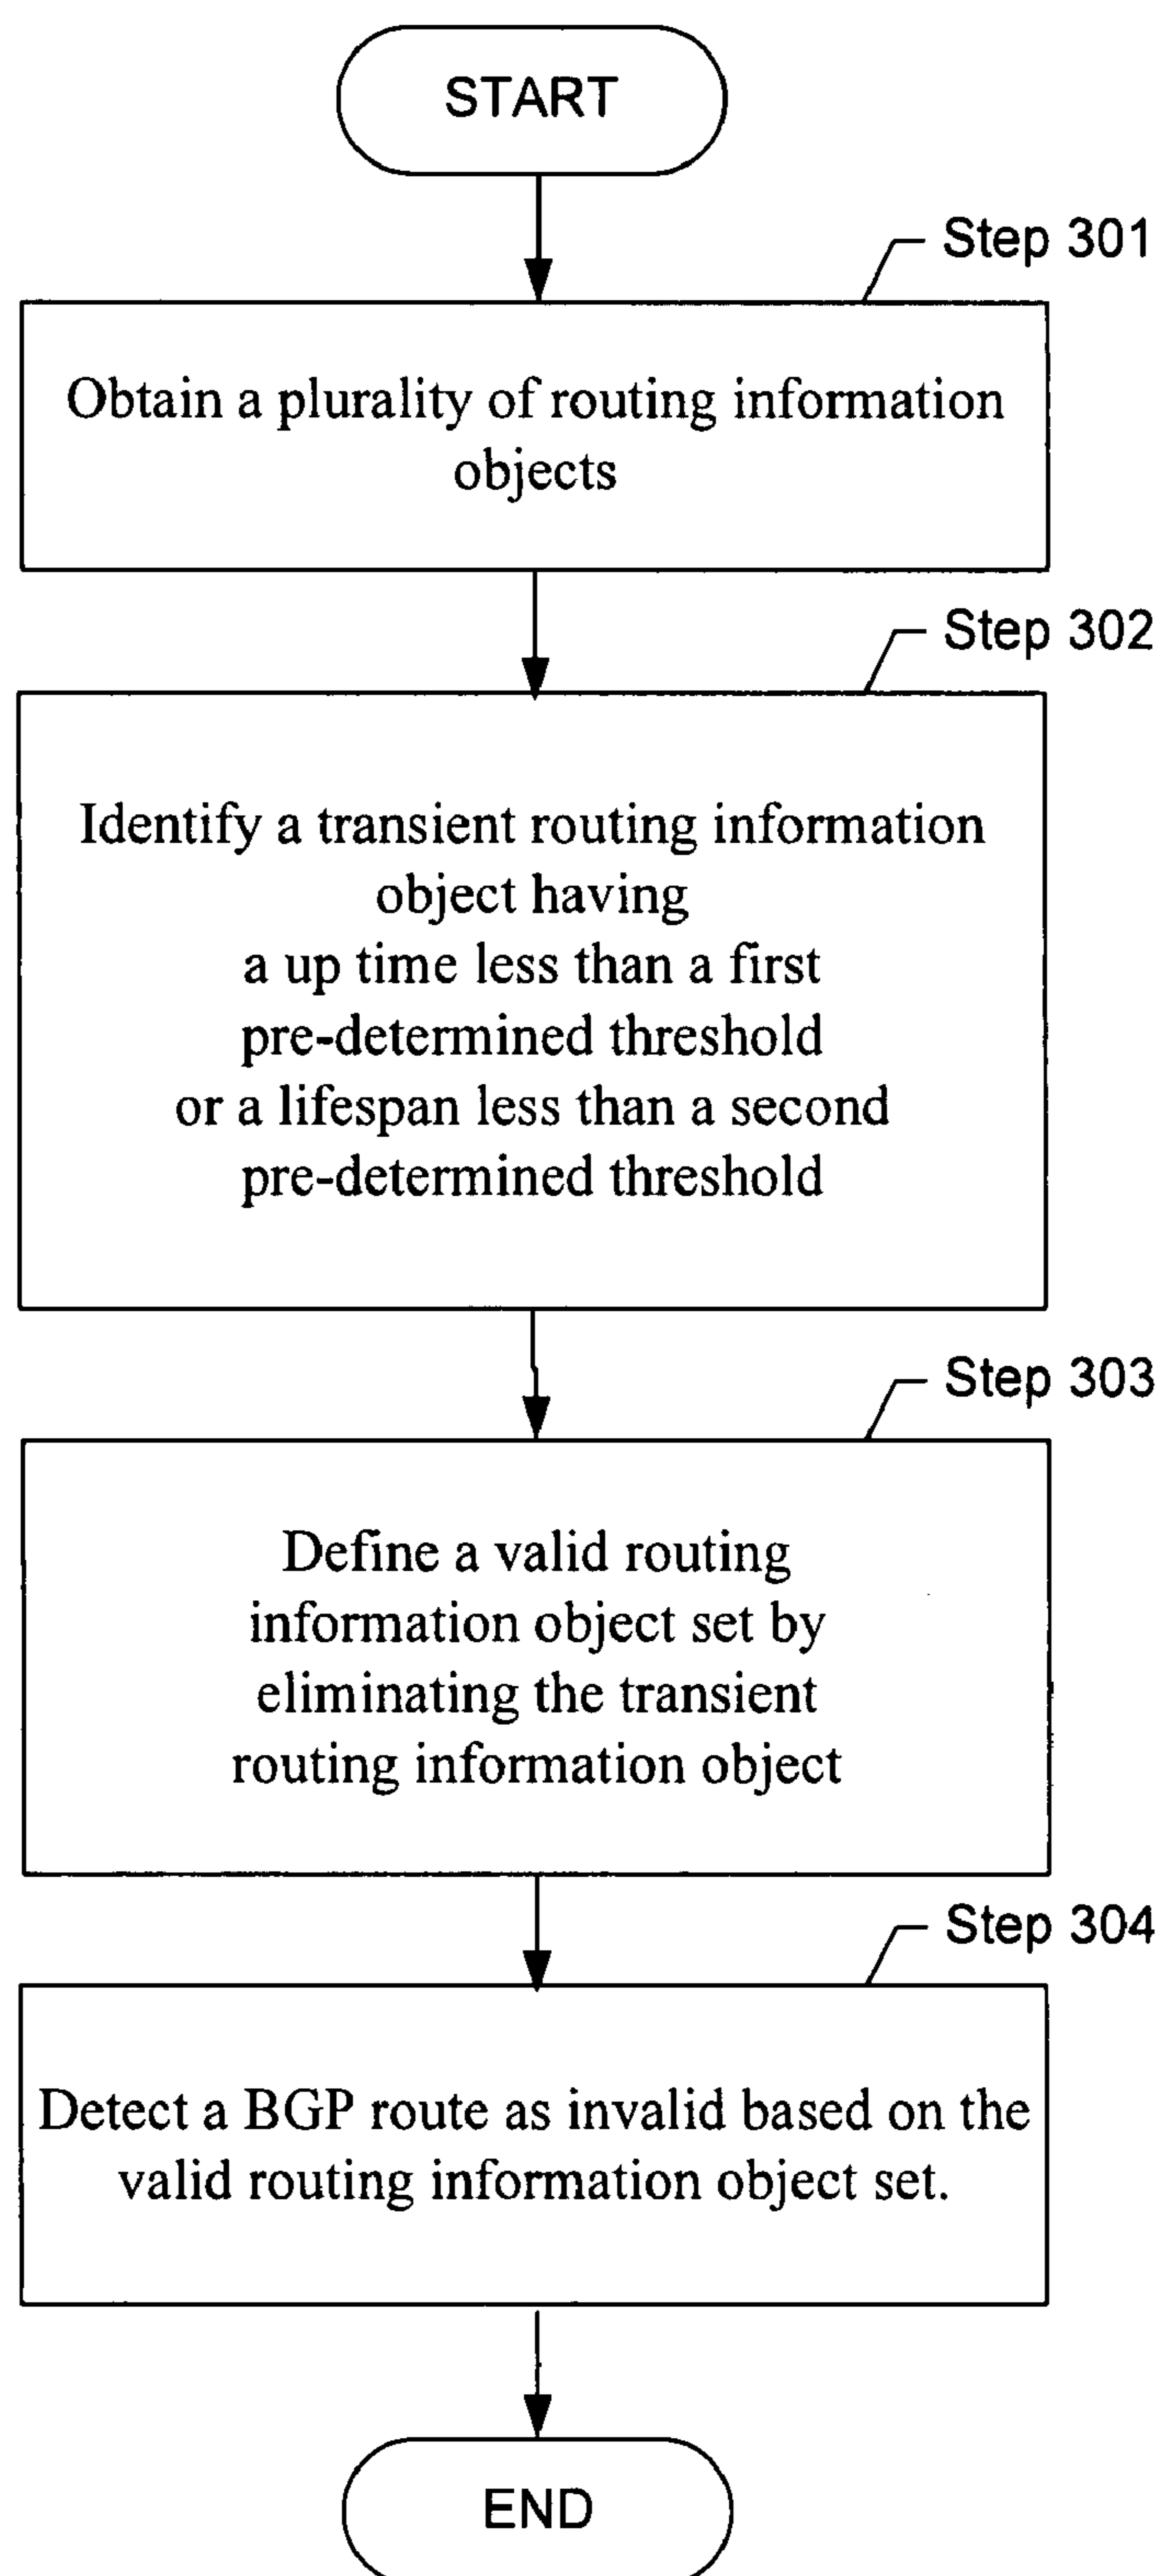 START
Step 301
Obtain a plurality of routing information
objects
Step 302
Identify a transient routing information
object having
a up time less than a first
pre-determined threshold
or a lifespan less than a second
pre-determined threshold
Step 303
Define a valid routing
information object set by
eliminating the transient
routing information object
Step 304
Detect a BGP route as invalid based on the
valid routing information object set.
END